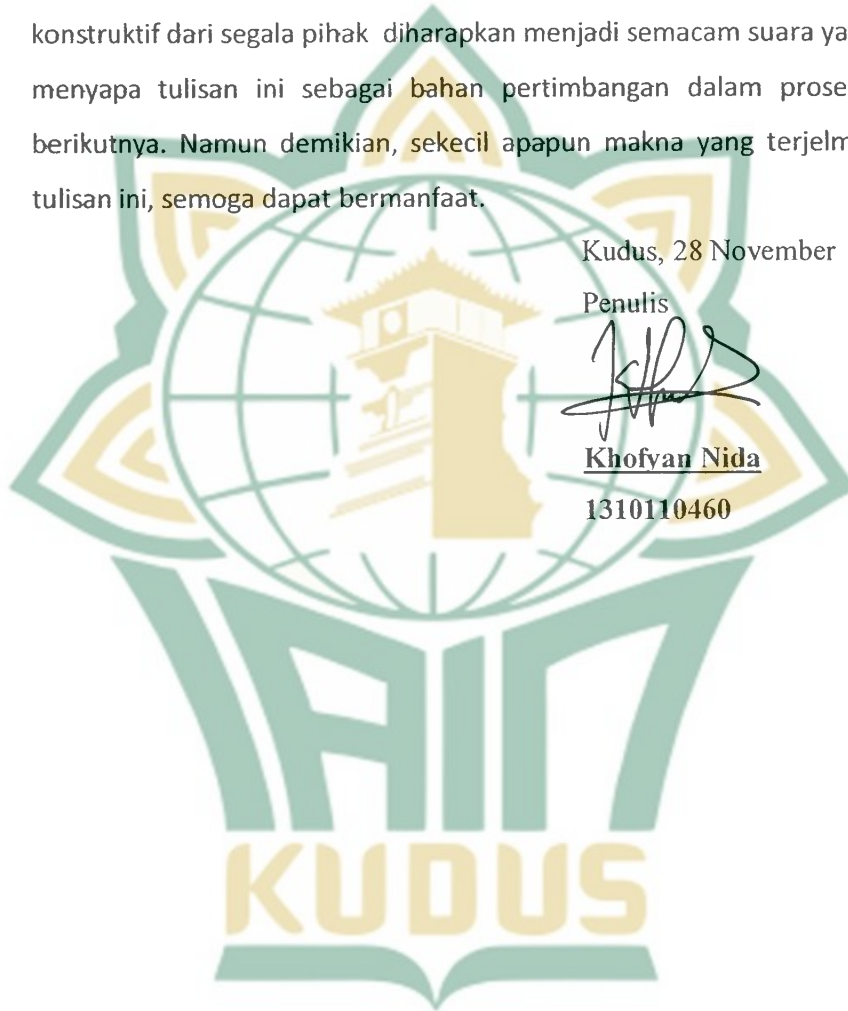 konstruktif dari segala pihak diharapkan menjadi semacam suara ya
menyapa tulisan ini sebagai bahan pertimbangan dalam prose
berikutnya. Namun demikian, sekecil apapun makna yang terjelm
tulisan ini, semoga dapat bermanfaat.
Kudus, 28 November
Penulis
Khofyan Nida
1310110460
IAIN
KUDUS